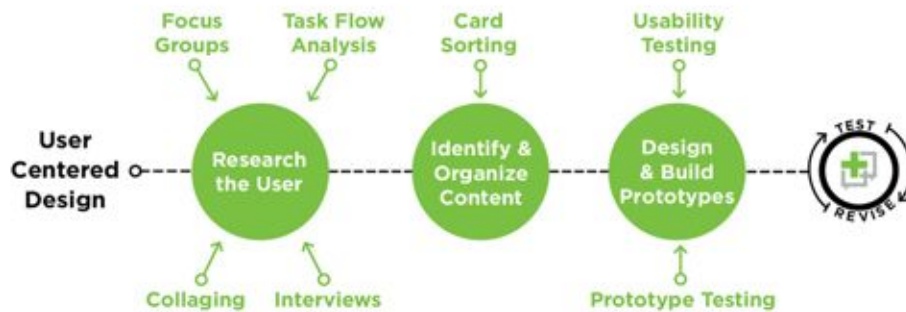 Focus
Groups
Task Flow
Analysis
Card
Sorting
Usability
Testing
User
Centered
Design
Research
the User
Identify &
Organize
Content
Design
& Build
Prototypes
TEST
REVISE
Collaging
Interviews
Prototype Testing